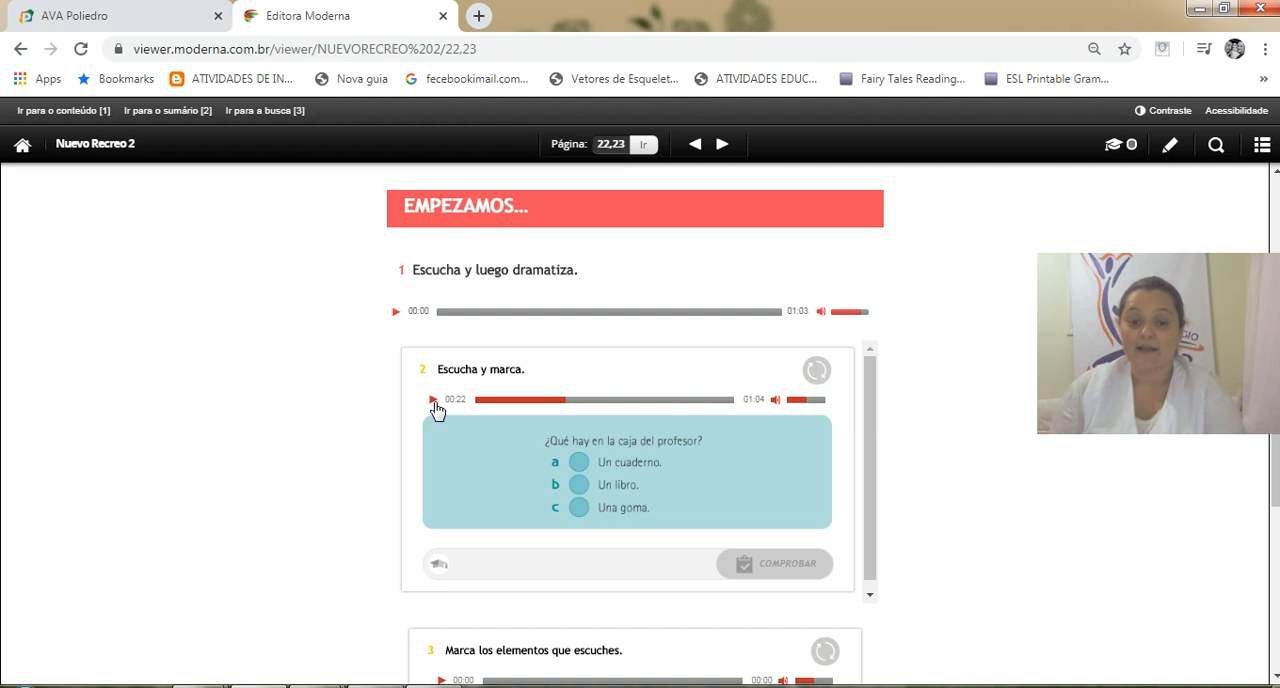 AVA Poliedro
Editora Moderna
viewer.moderna.com.br/viewer/NUEVORECREO%202/22,23
Apps
Bookmarks
ATIVIDADES DE IN...
Nova guia
fecebookimail.com...
Vetores de Esquelet...
ATIVIDADES EDUC...
Fairy Tales Reading...
ESL Printable Gram...
»
Ir para o conteúdo [1]
Ir para o sumário [2]
Ir para a busca [3]
Contraste
Acessibilidade
Nuevo Recreo 2
Página: 22,23 Ir
EMPEZAMOS...
1 Escucha y luego dramatiza.
00:00 01:03
2 Escucha y marca.
00:22 01:04
¿Qué hay en la caja del profesor?
a Un cuaderno.
b Un libro.
c Una goma.
COMPROBAR
3 Marca los elementos que escuches.
00:00 00:00